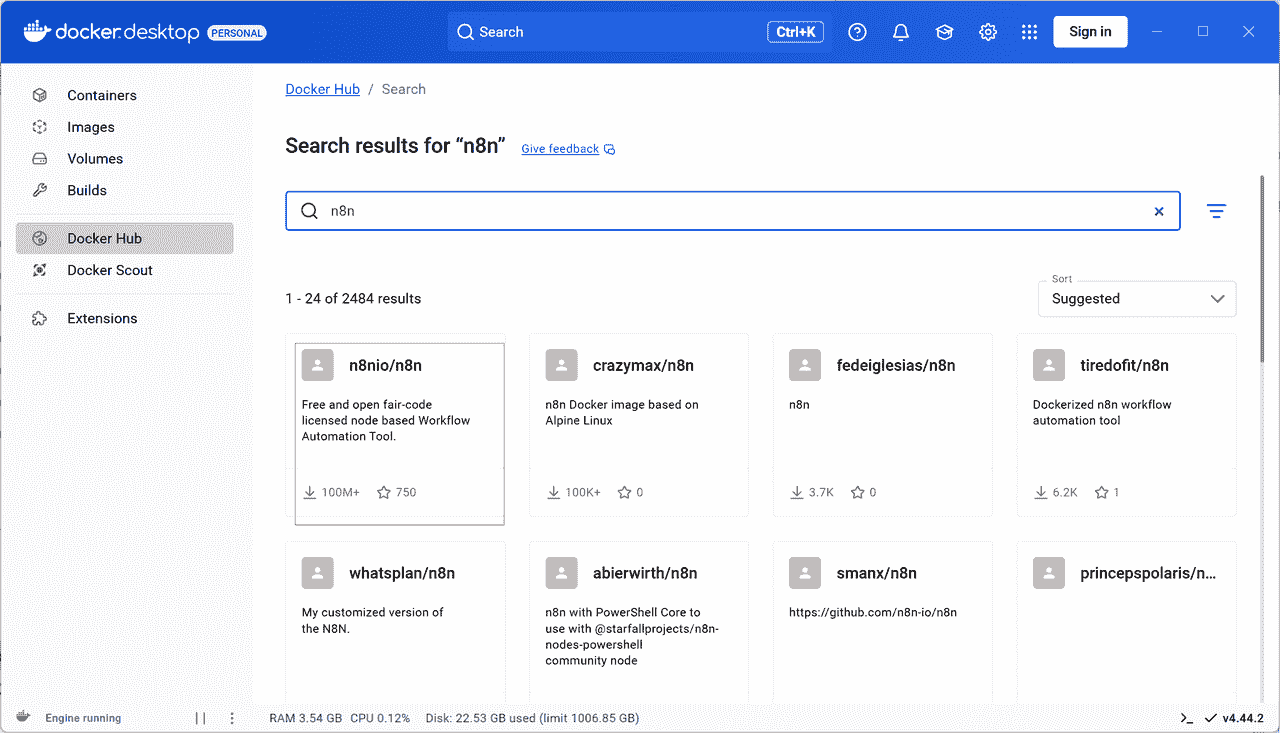 docker.desktop PERSONAL
Search
Ctrl+K
Sign in
Containers
Images
Volumes
Builds
Docker Hub
Docker Scout
Extensions
Docker Hub / Search
Search results for “n8n” Give feedback
n8n
1 - 24 of 2484 results
Sort
Suggested
n8nio/n8n
Free and open fair-code
licensed node based Workflow
Automation Tool.
100M+ 750
crazymax/n8n
n8n Docker image based on
Alpine Linux
100K+ 0
fedeiglesias/n8n
n8n
3.7K 0
tiredofit/n8n
Dockerized n8n workflow
automation tool
6.2K 1
whatsplan/n8n
My customized version of
the N8N.
abierwirth/n8n
n8n with PowerShell Core to
use with @starfallprojects/n8n-
nodes-powershell
community node
smanx/n8n
https://github.com/n8n-io/n8n
princepspolaris/n...
Engine running
RAM 3.54 GB CPU 0.12% Disk: 22.53 GB used (limit 1006.85 GB)
v4.44.2